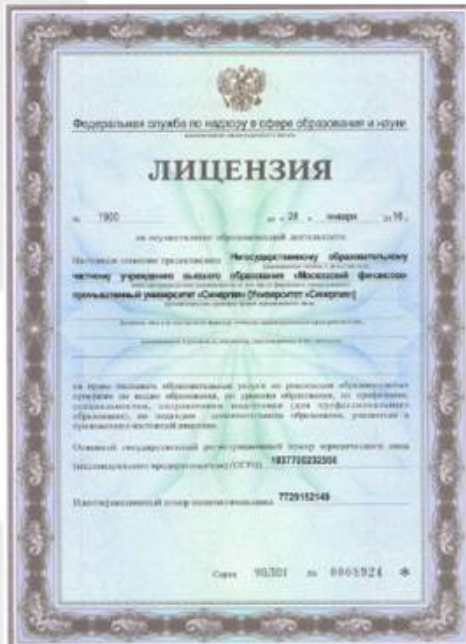 Федеральная служба по надзору в сфере образования и науки
ЛИЦЕНЗИЯ
№ 1900 от « 28 » января 20 16 г.
на осуществление образовательной деятельности
Настоящая лицензия предоставлена Негосударственному образовательному
частному учреждению высшего образования «Московский финансово-
промышленный университет «Синергия» (Университет «Синергия»)
на право оказывать образовательные услуги по реализации образовательных
программ по видам образования, по уровням образования, по профессиям,
специальностям, направлениям подготовки (для профессионального
образования), по подвидам дополнительного образования, указанным в
приложении к настоящей лицензии
Основной государственный регистрационный номер юридического лица
(индивидуального предпринимателя) (ОГРН)
Идентификационный номер налогоплательщика 7729152149
Серия 90Л01 № 0008924 *